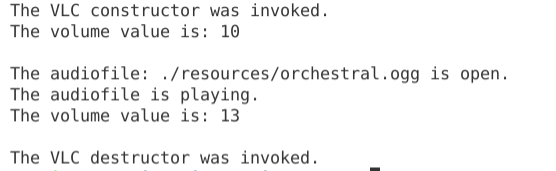 The VLC constructor was invoked.
The volume value is: 10
The audiofile: ./resources/orchestral.ogg is open.
The audiofile is playing.
The volume value is: 13
The VLC destructor was invoked.